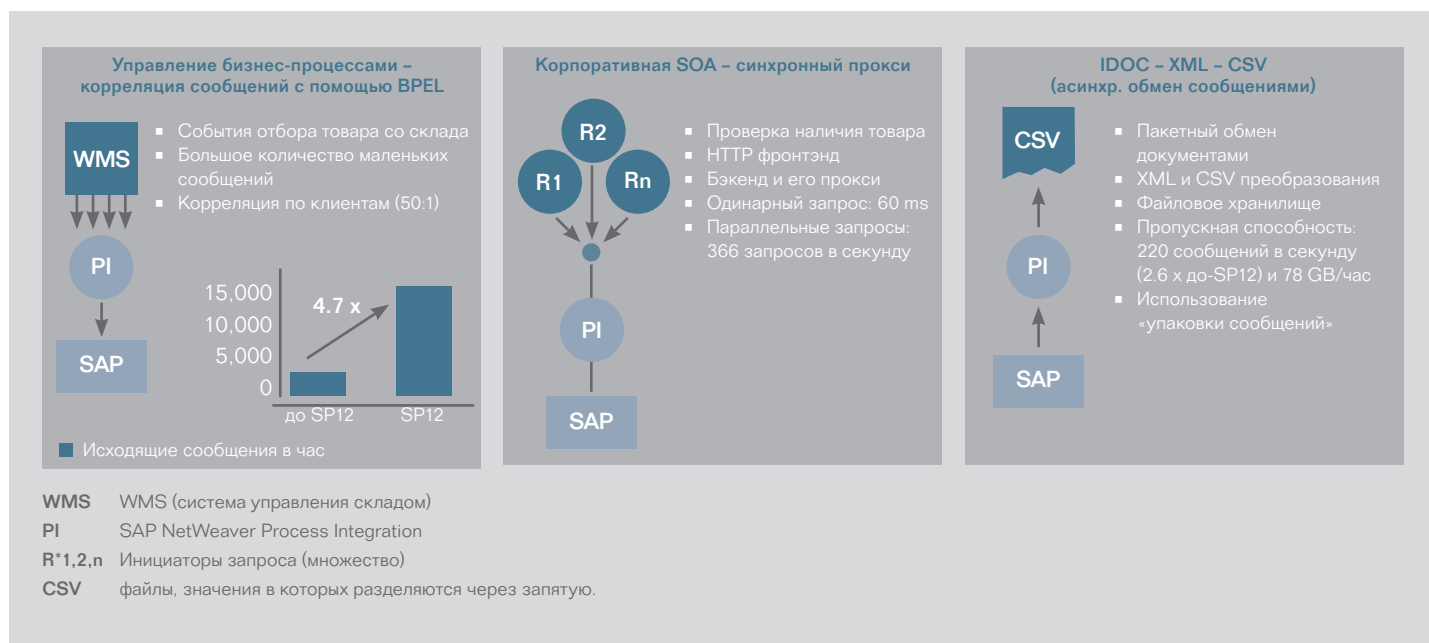 Управление бизнес-процессами –
корреляция сообщений с помощью BPEL
WMS
▪ События отбора товара со склада
▪ Большое количество маленьких
сообщений
▪ Корреляция по клиентам (50:1)
PI
SAP
15,000
10,000
5,000
0
4.7 x
до SP12
SP12
Исходящие сообщения в час
Корпоративная SOA – синхронный прокси
R2
R1
Rn
▪ Проверка наличия товара
▪ HTTP фронтэнд
▪ Бэкенд и его прокси
▪ Одинарный запрос: 60 ms
▪ Параллельные запросы:
366 запросов в секунду
PI
SAP
IDOC – XML – CSV
(асинхр. обмен сообщениями)
CSV
▪ Пакетный обмен
документами
▪ XML и CSV преобразования
▪ Файловое хранилище
▪ Пропускная способность:
220 сообщений в секунду
(2.6 x до-SP12) и 78 GB/час
▪ Использование
«упаковки сообщений»
PI
SAP
WMS WMS (система управления складом)
PI SAP NetWeaver Process Integration
R*1,2,n Инициаторы запроса (множество)
CSV файлы, значения в которых разделяются через запятую.